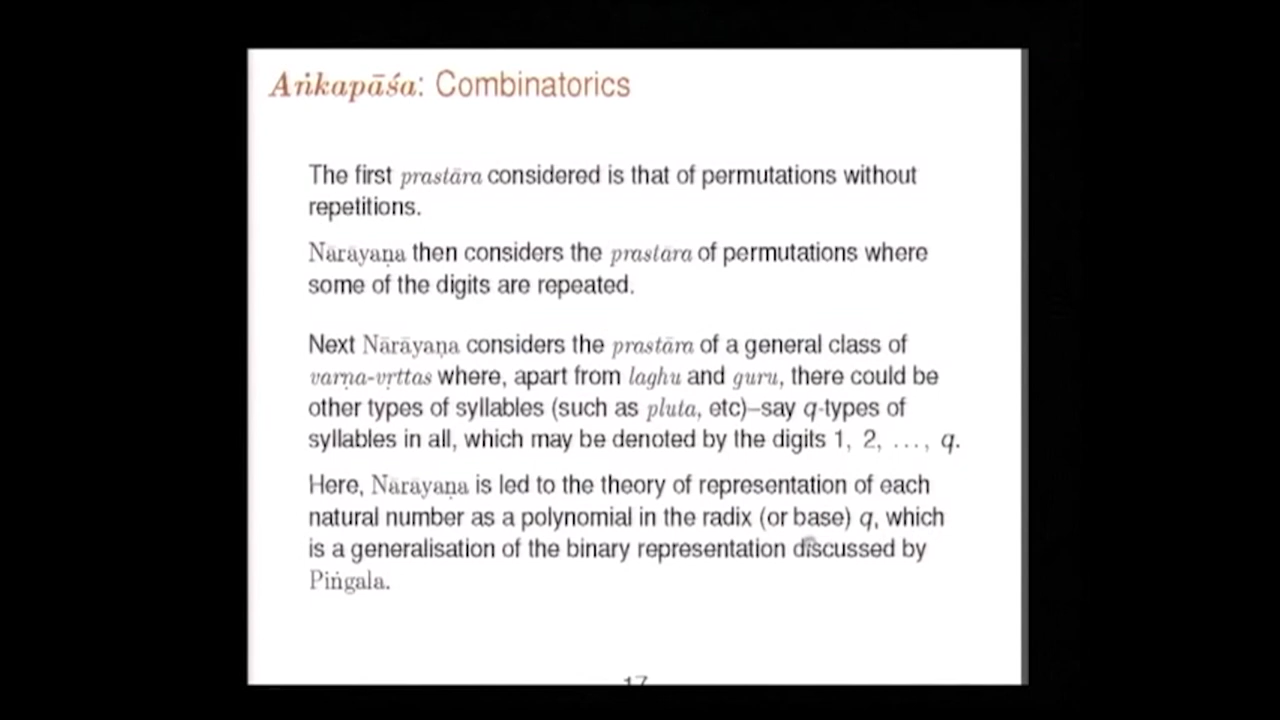 Aṅkapāśa: Combinatorics
The first prastāra considered is that of permutations without
repetitions.
Nārāyaṇa then considers the prastāra of permutations where
some of the digits are repeated.
Next Nārāyaṇa considers the prastāra of a general class of
varṇa-vṛttas where, apart from laghu and guru, there could be
other types of syllables (such as pluta, etc)–say q-types of
syllables in all, which may be denoted by the digits 1, 2, ..., q.
Here, Nārāyaṇa is led to the theory of representation of each
natural number as a polynomial in the radix (or base) q, which
is a generalisation of the binary representation discussed by
Piṅgala.
17